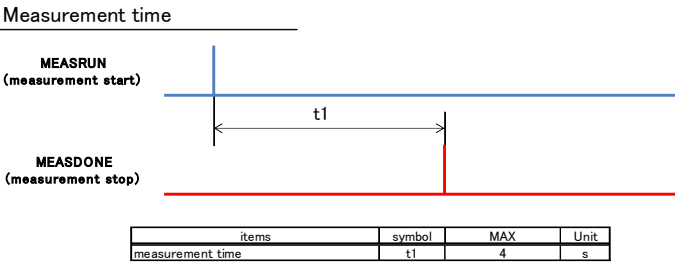 Measurement time
MEASRUN
(measurement start)
t1
MEASDONE
(measurement stop)
items symbol MAX Unit
measurement time t1 4 s